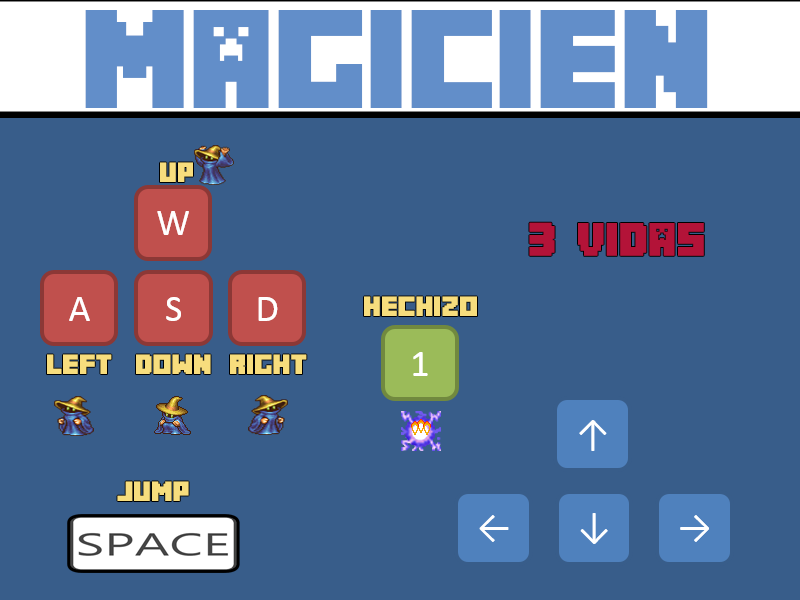 MAGICIEN
UP
W
3 VIDAS
A S D
HECHIZO
LEFT DOWN RIGHT
1
↑
JUMP
SPACE
← ↓ →